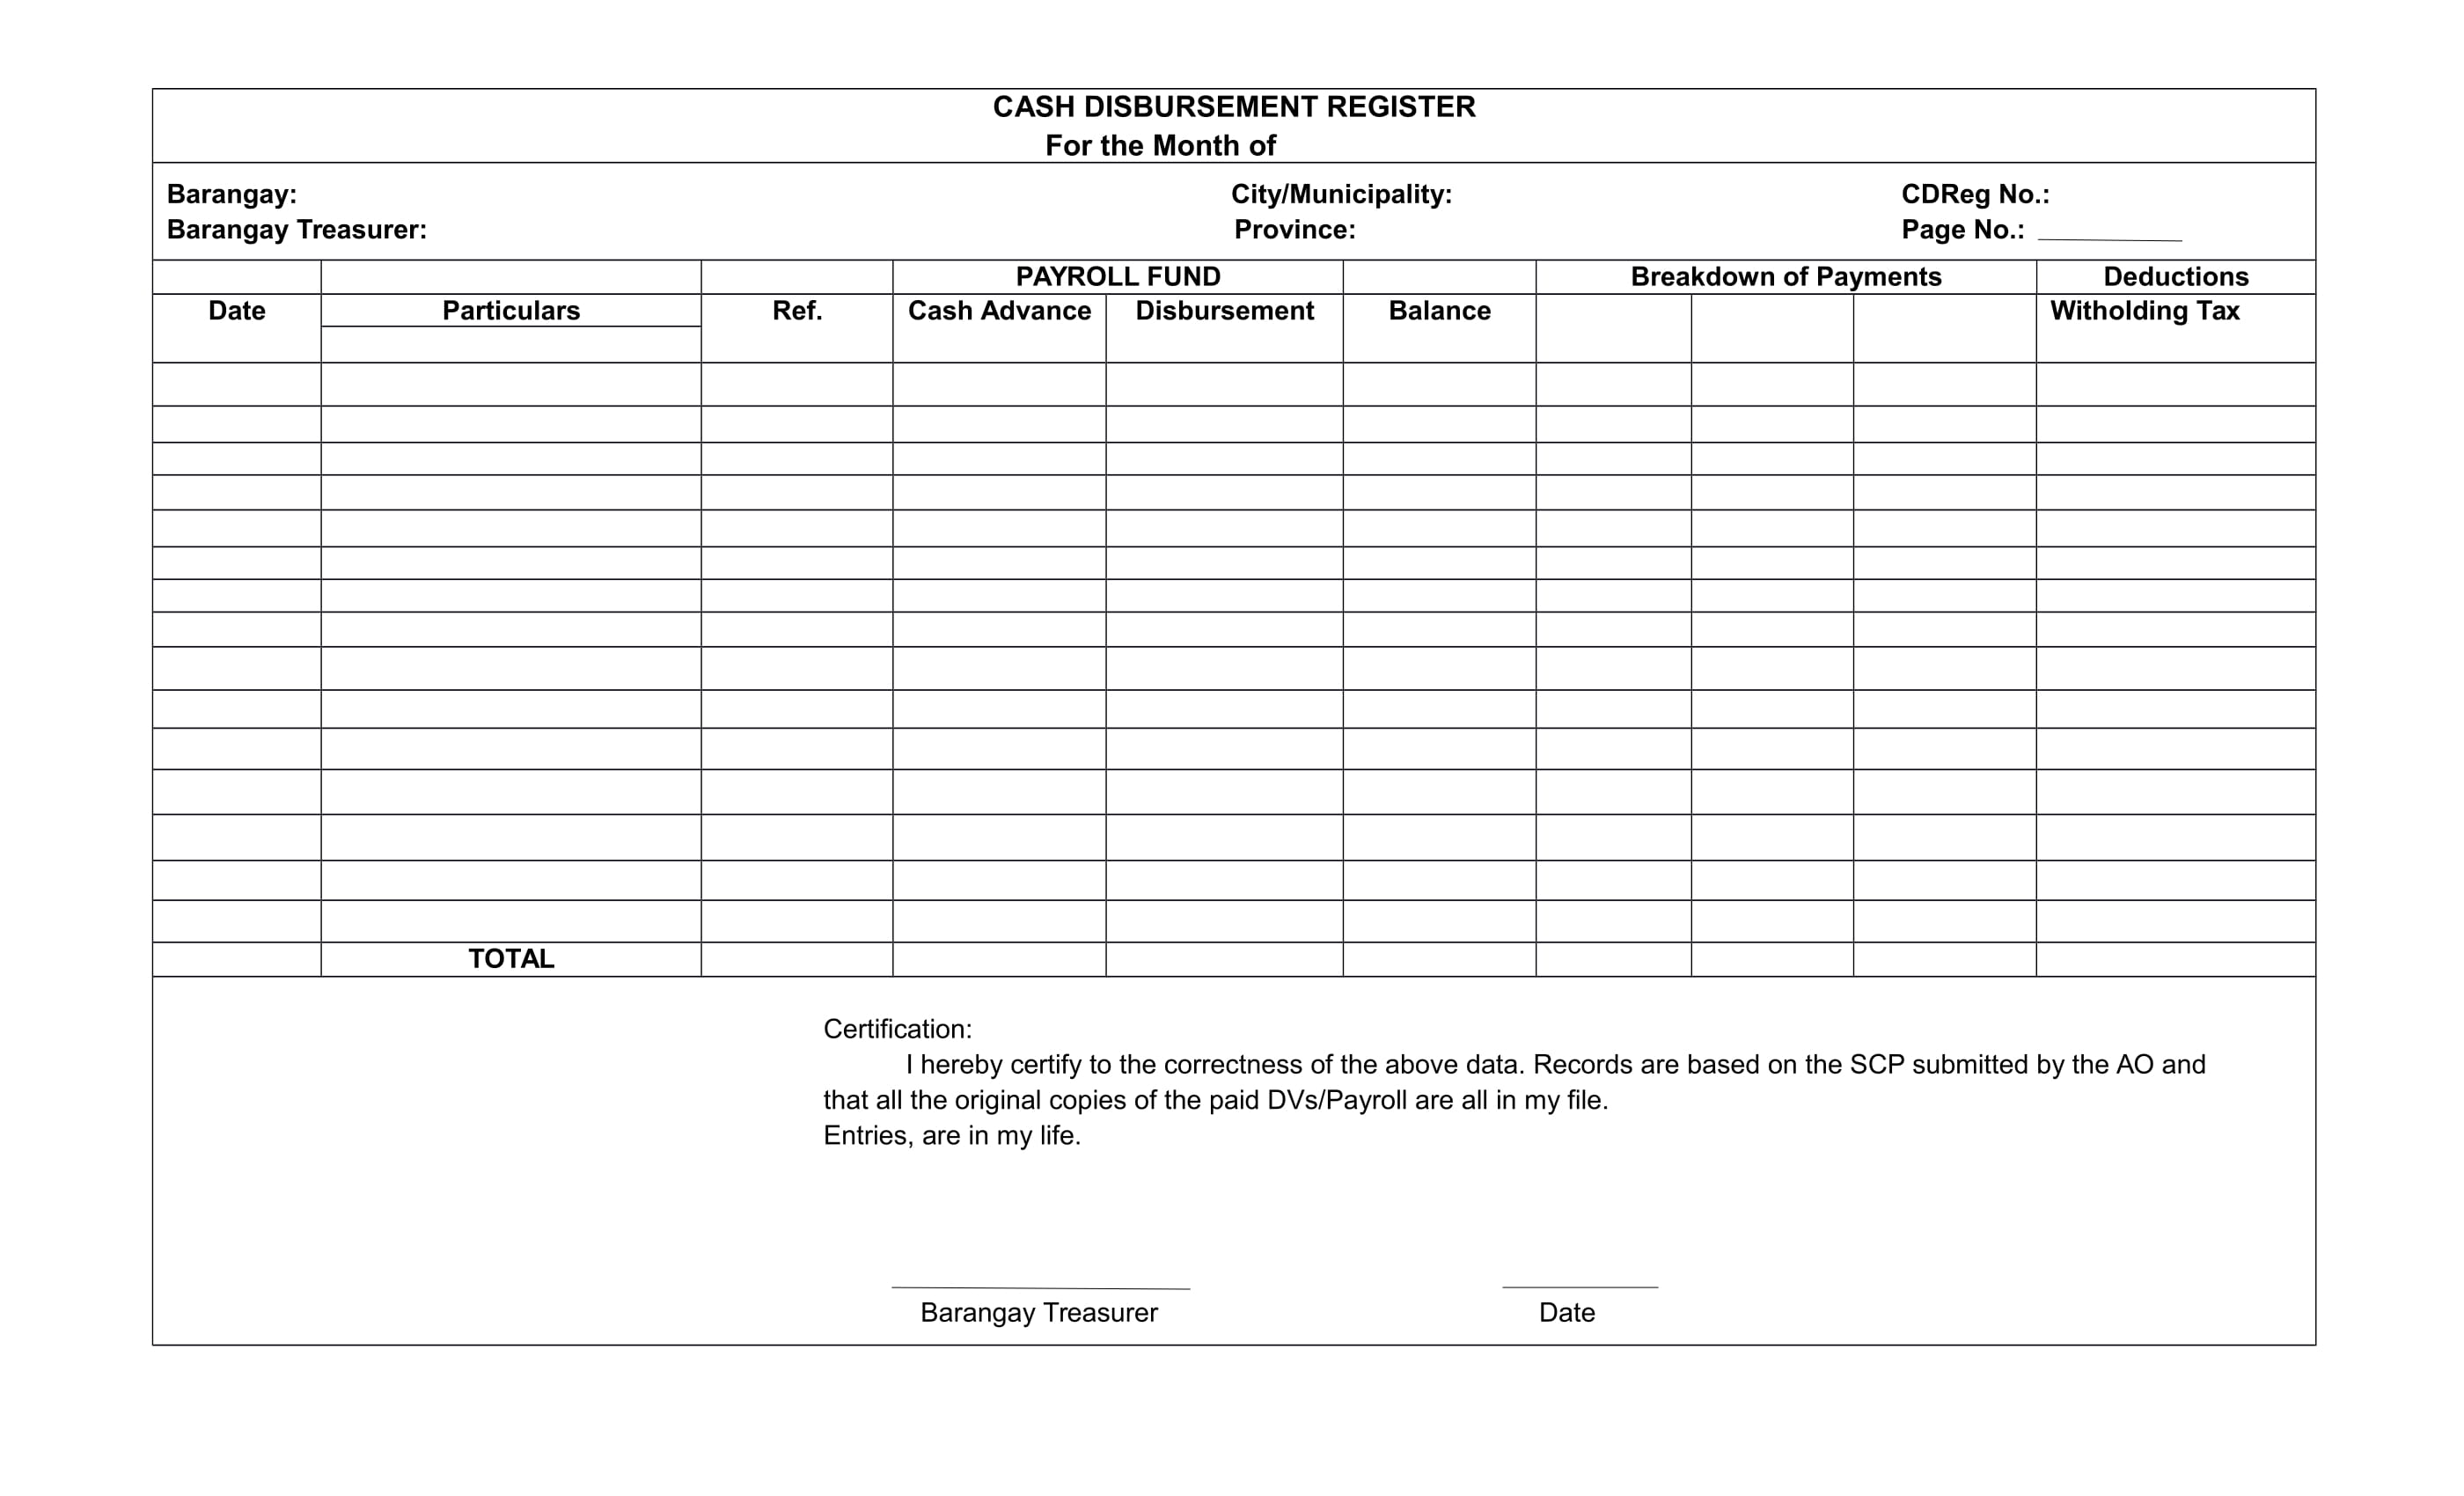 CASH DISBURSEMENT REGISTER
For the Month of
Barangay: City/Municipality: CDReg No.:
Barangay Treasurer: Province: Page No.:
PAYROLL FUND Breakdown of Payments Deductions
Date Particulars Ref. Cash Advance Disbursement Balance Witholding Tax
TOTAL
Certification:
I hereby certify to the correctness of the above data. Records are based on the SCP submitted by the AO and
that all the original copies of the paid DVs/Payroll are all in my file.
Entries, are in my life.
Barangay Treasurer Date